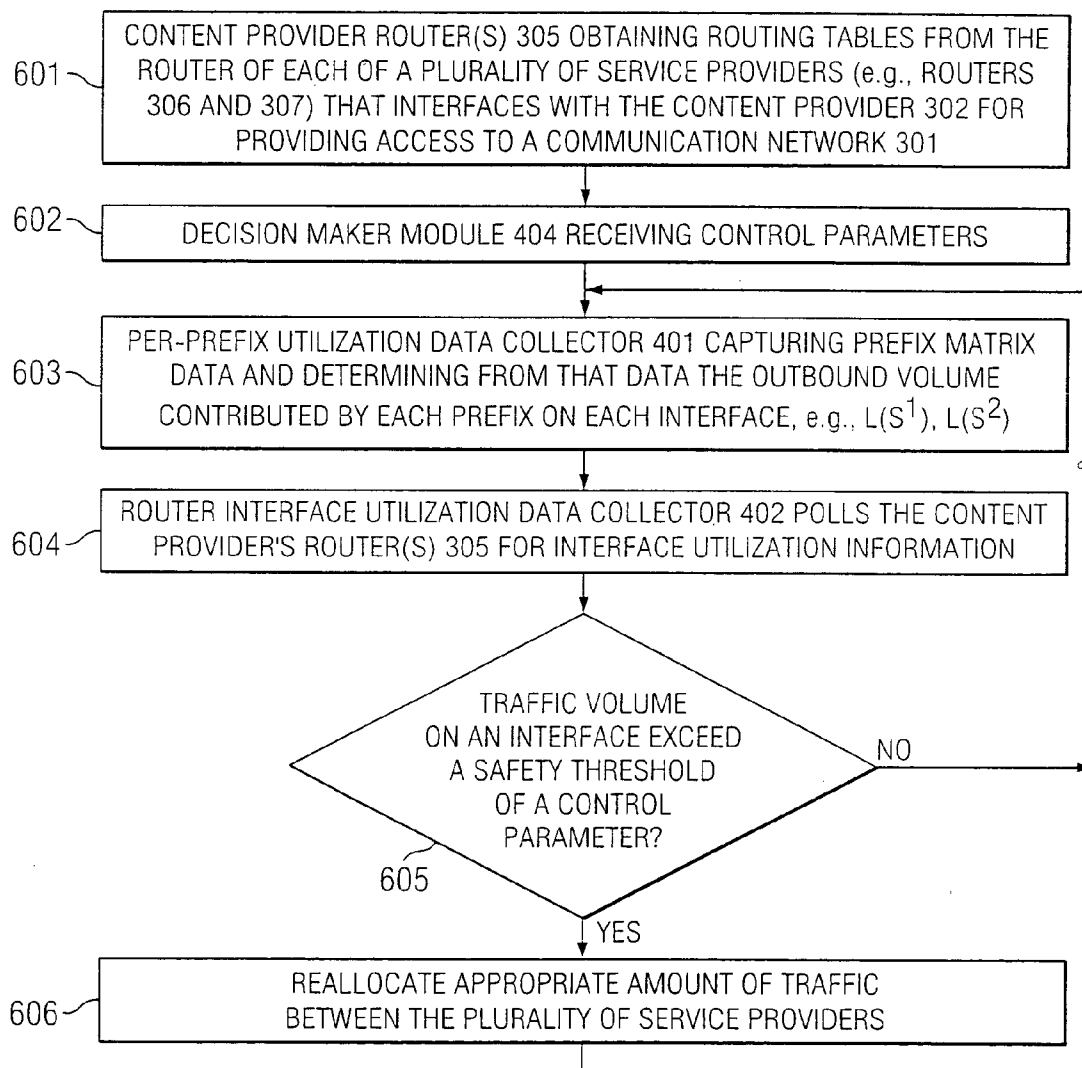 601
CONTENT PROVIDER ROUTER(S) 305 OBTAINING ROUTING TABLES FROM THE
ROUTER OF EACH OF A PLURALITY OF SERVICE PROVIDERS (e.g., ROUTERS
306 AND 307) THAT INTERFACES WITH THE CONTENT PROVIDER 302 FOR
PROVIDING ACCESS TO A COMMUNICATION NETWORK 301
602
DECISION MAKER MODULE 404 RECEIVING CONTROL PARAMETERS
603
PER-PREFIX UTILIZATION DATA COLLECTOR 401 CAPTURING PREFIX MATRIX
DATA AND DETERMINING FROM THAT DATA THE OUTBOUND VOLUME
CONTRIBUTED BY EACH PREFIX ON EACH INTERFACE, e.g., L(S¹), L(S²)
604
ROUTER INTERFACE UTILIZATION DATA COLLECTOR 402 POLLS THE CONTENT
PROVIDER'S ROUTER(S) 305 FOR INTERFACE UTILIZATION INFORMATION
TRAFFIC VOLUME
ON AN INTERFACE EXCEED
A SAFETY THRESHOLD
OF A CONTROL
PARAMETER?
NO
605
YES
606
REALLOCATE APPROPRIATE AMOUNT OF TRAFFIC
BETWEEN THE PLURALITY OF SERVICE PROVIDERS